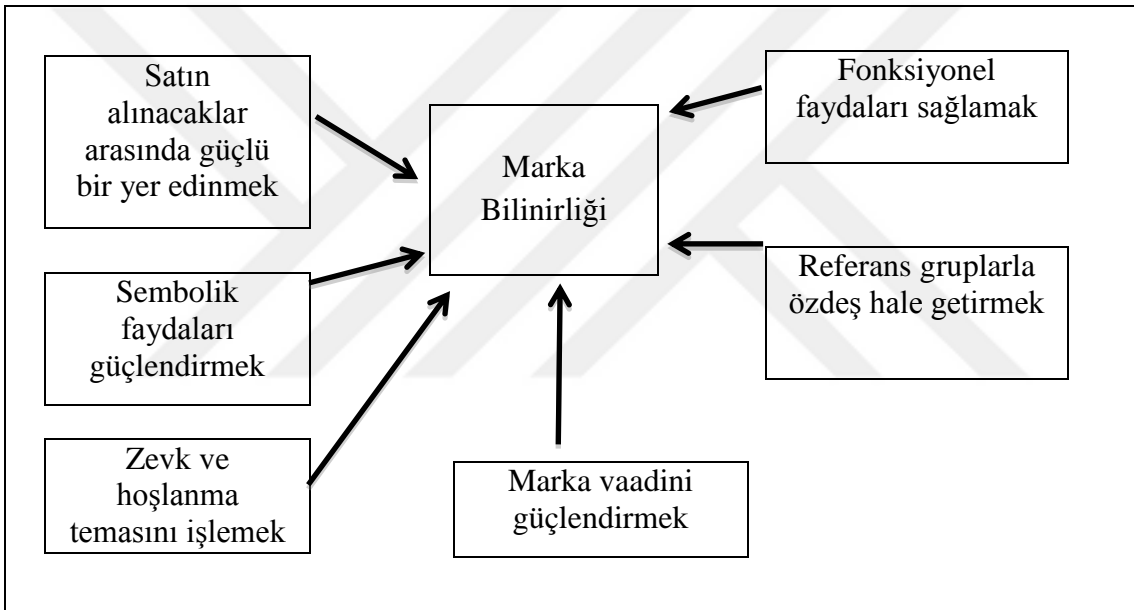 Satın
alınacaklar
arasında güçlü
bir yer edinmek
Sembolik
faydaları
güçlendirmek
Zevk ve
hoşlanma
temasını işlemek
Marka
Bilinirliği
Marka vaadini
güçlendirmek
Fonksiyonel
faydaları sağlamak
Referans gruplarla
özdeş hale getirmek